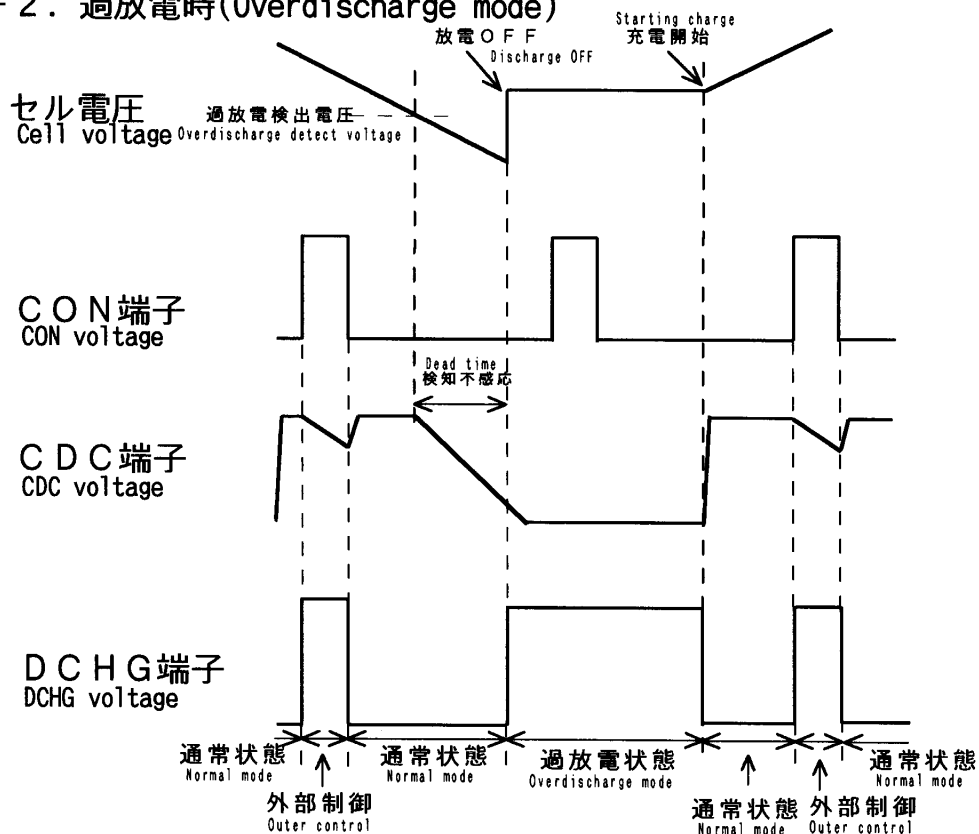 2. 過放電時(Overdischarge mode)
放電OFF
Discharge OFF
Starting charge
充電開始
セル電圧
Cell voltage
過放電検出電圧
Overdischarge detect voltage
CON端子
CON voltage
Dead time
検知不感応
CDC端子
CDC voltage
DCHG端子
DCHG voltage
通常状態
Normal mode
外部制御
Outer control
通常状態
Normal mode
過放電状態
Overdischarge mode
通常状態
Normal mode
外部制御
Outer control
通常状態
Normal mode